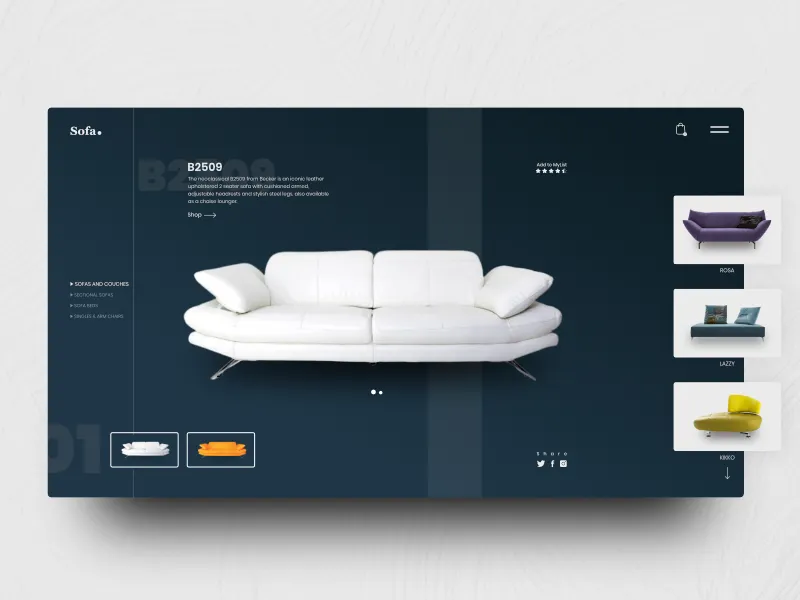 Sofa.
B2509
B2509
The neoclassical B2509 from Becker is an iconic leather
upholstered 2 seater sofa with cushioned armed,
adjustable headrests and stylish steel legs, also available
as a chaise lounger.
Shop
Add to MyList
SOFAS AND COUCHES
SECTIONAL SOFAS
SOFA BEDS
SINGLES & ARM CHAIRS
ROSA
LAZZY
KIKKO
01
Share